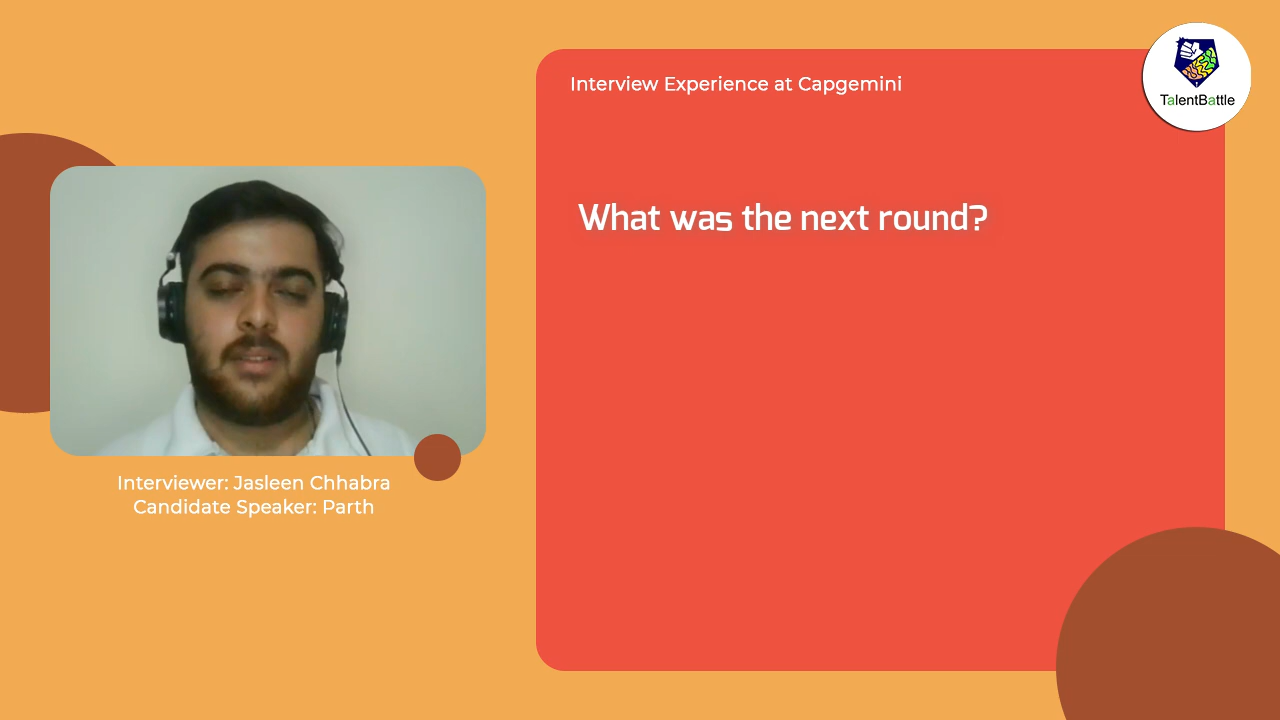 Interview Experience at Capgemini
TalentBattle
What was the next round?
Interviewer: Jasleen Chhabra
Candidate Speaker: Parth